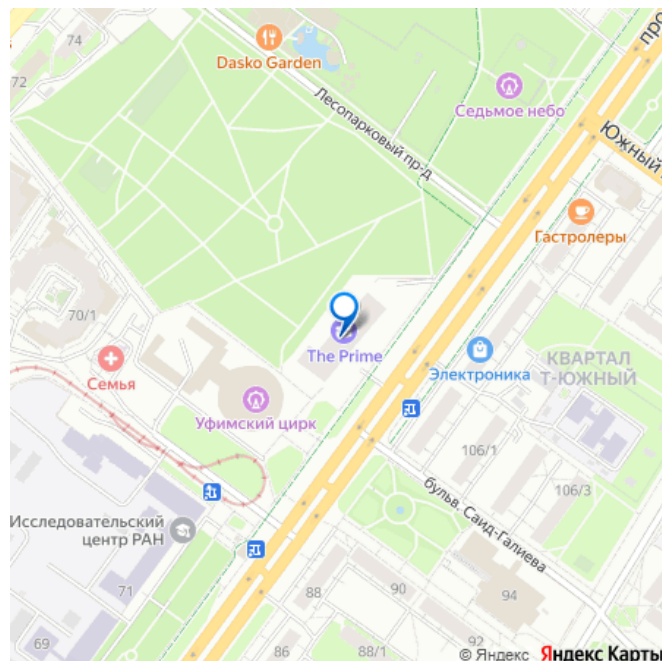 74
72
Dasko Garden
Седьмое небо
про
Лесопарковый пр-д
Южный
Гастролеры
70/1
Семья
The Prime
Электроника
КВАРТАЛ
Т-ЮЖНЫЙ
Уфимский цирк
106/1
106/3
бульв. Саид-Галиева
Исследовательский
центр РАН
71
88
90
94
69
86
88/1
92
© Яндекс Яндекс Карты